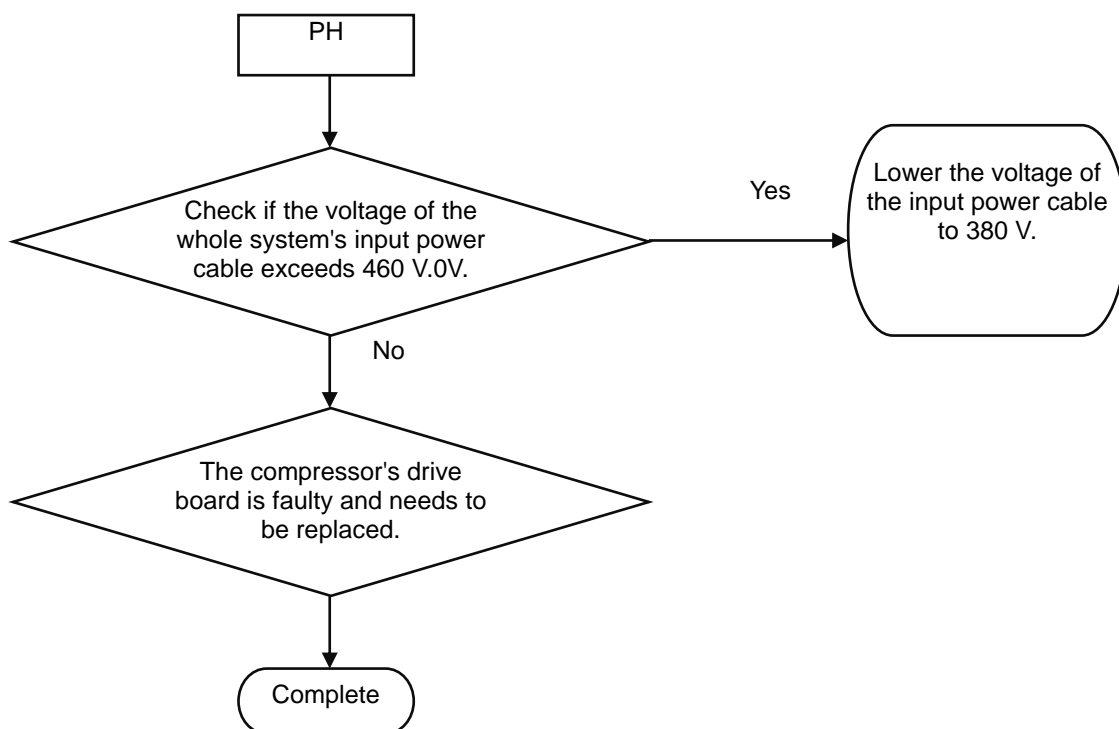 PH
Check if the voltage of the
whole system's input power
cable exceeds 460 V.0V.
Yes
Lower the voltage of
the input power cable
to 380 V.
No
The compressor's drive
board is faulty and needs to
be replaced.
Complete